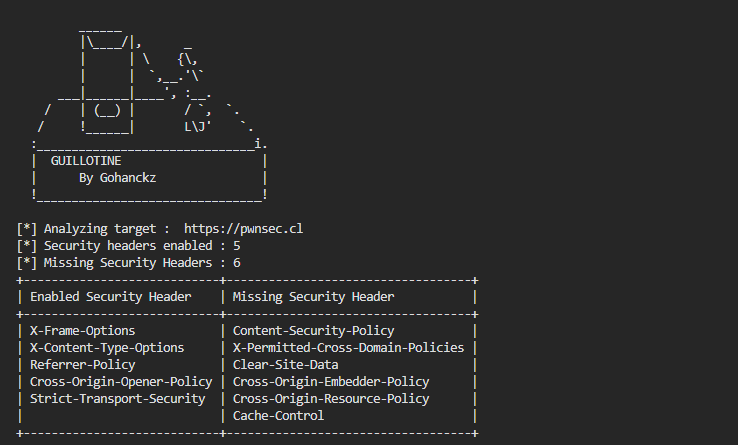 GUILLOTINE
By Gohanckz
[*] Analyzing target :  https://pwnsec.cl
[*] Security headers enabled : 5
[*] Missing Security Headers : 6
| Enabled Security Header | Missing Security Header |
| X-Frame-Options | Content-Security-Policy |
| X-Content-Type-Options | X-Permitted-Cross-Domain-Policies |
| Referrer-Policy | Clear-Site-Data |
| Cross-Origin-Opener-Policy | Cross-Origin-Embedder-Policy |
| Strict-Transport-Security | Cross-Origin-Resource-Policy |
| | Cache-Control |